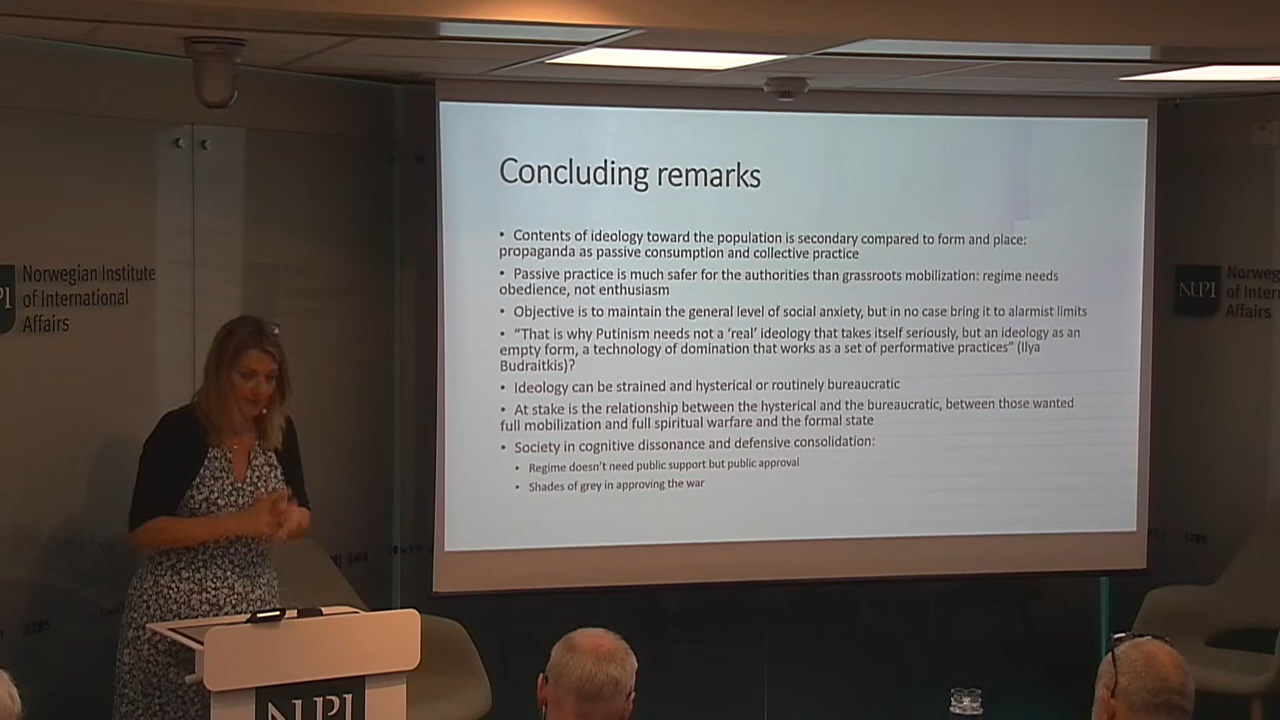 Concluding remarks
• Contents of ideology toward the population is secondary compared to form and place:
propaganda as passive consumption and collective practice
• Passive practice is much safer for the authorities than grassroots mobilization: regime needs
obedience, not enthusiasm
• Objective is to maintain the general level of social anxiety, but in no case bring it to alarmist limits
• “That is why Putinism needs not a ‘real’ ideology that takes itself seriously, but an ideology as an
empty form, a technology of domination that works as a set of performative practices” (Ilya
Budraitkis)?
• Ideology can be strained and hysterical or routinely bureaucratic
• At stake is the relationship between the hysterical and the bureaucratic, between those wanted
full mobilization and full spiritual warfare and the formal state
• Society in cognitive dissonance and defensive consolidation:
• Regime doesn’t need public support but public approval
• Shades of grey in approving the war
Norwegian Institute
of International
Affairs
NUPI
Norweg
of Inter
Affairs
NUPI